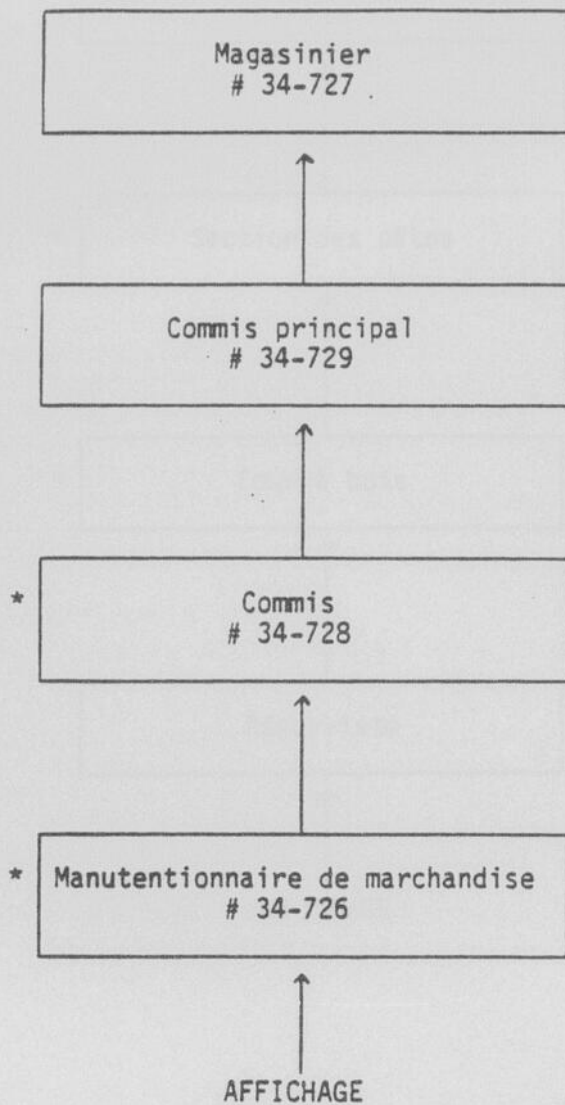 Magasinier
# 34-727
Commis principal
# 34-729
*
Commis
# 34-728
*
Manutentionnaire de marchandise
# 34-726
AFFICHAGE